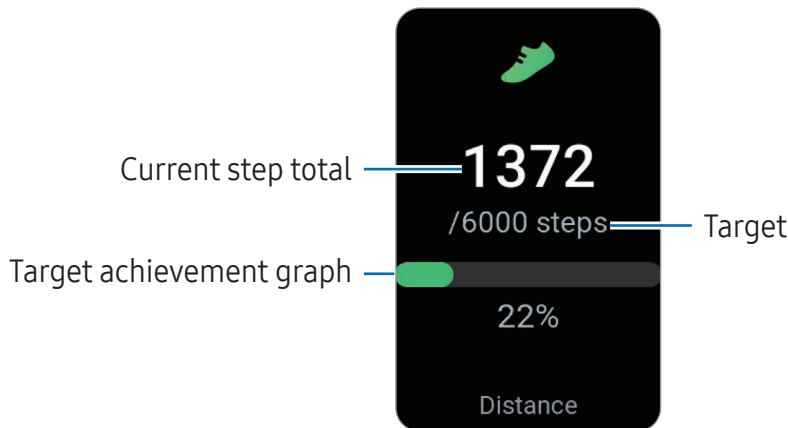 Current step total
1372
/6000 steps
Target
Target achievement graph
22%
Distance